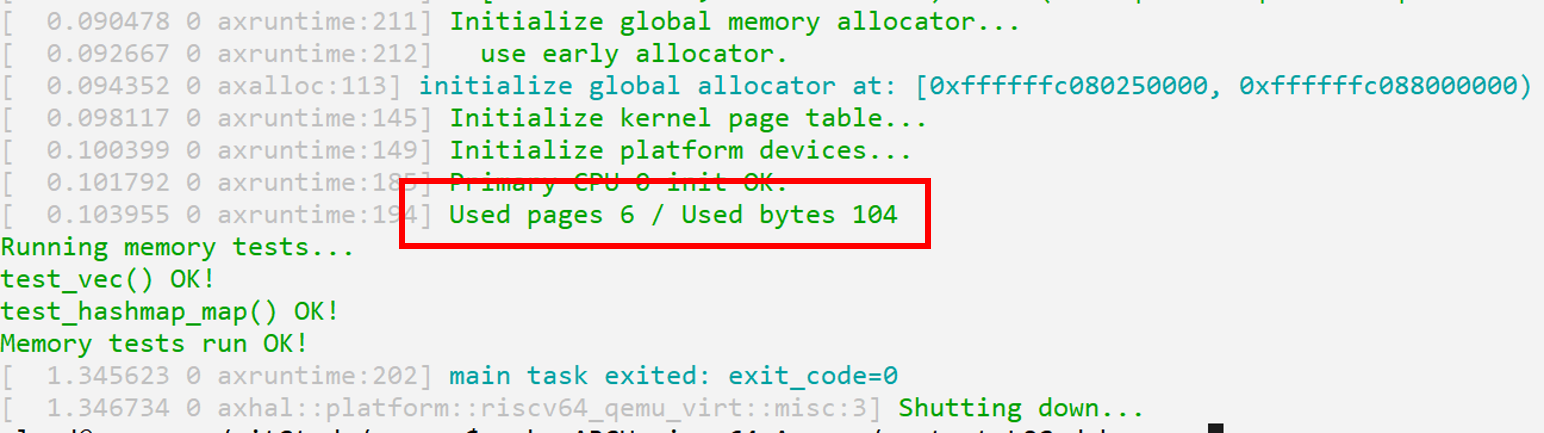 [  0.090478 0 axruntime:211] Initialize global memory allocator...
[  0.092667 0 axruntime:212]   use early allocator.
[  0.094352 0 axalloc:113] initialize global allocator at: [0xffffffc080250000, 0xffffffc088000000)
[  0.098117 0 axruntime:145] Initialize kernel page table...
[  0.100399 0 axruntime:149] Initialize platform devices...
[  0.101792 0 axruntime:185] Primary CPU 0 init OK.
[  0.103955 0 axruntime:194] Used pages 6 / Used bytes 104
Running memory tests...
test_vec() OK!
test_hashmap_map() OK!
Memory tests run OK!
[  1.345623 0 axruntime:202] main task exited: exit_code=0
[  1.346734 0 axhal::platform::riscv64_qemu_virt::misc:3] Shutting down...